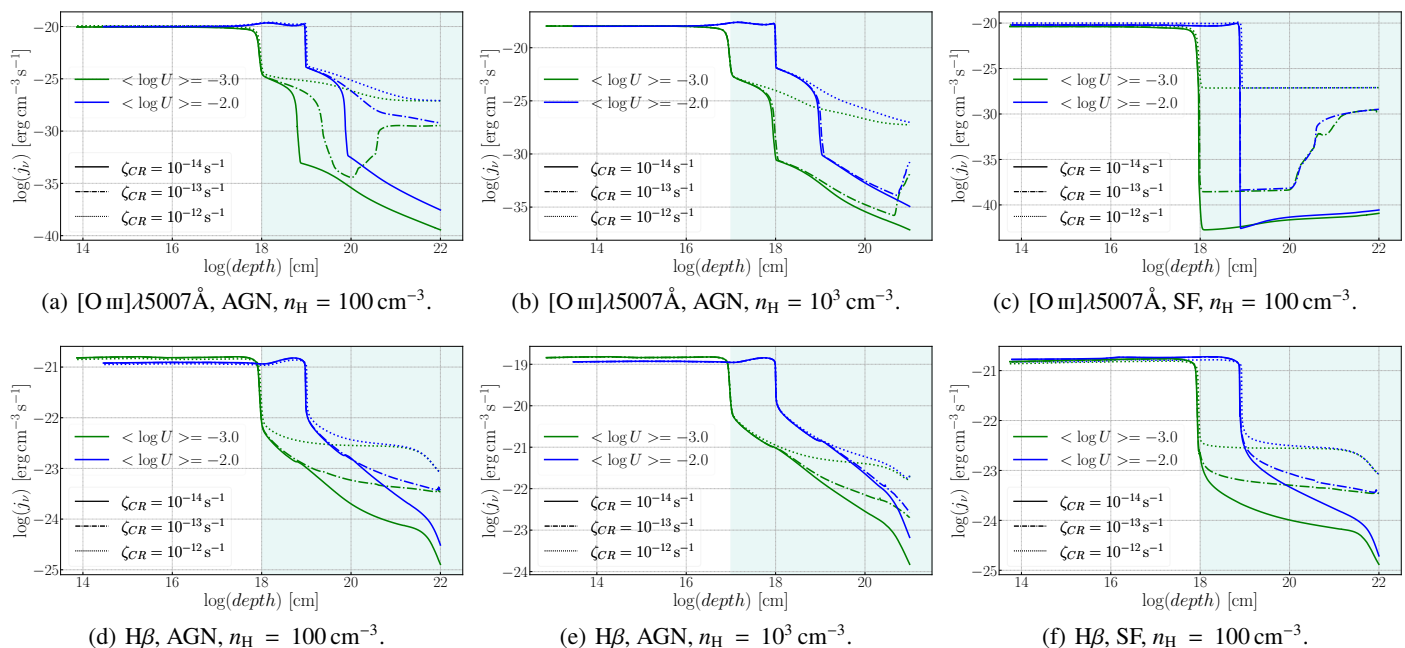 log(j_ν) [erg cm⁻³ s⁻¹]
−20
−25
−30
−35
−40
< log U > = −3.0
< log U > = −2.0
ζ_CR = 10⁻¹⁴ s⁻¹
ζ_CR = 10⁻¹³ s⁻¹
ζ_CR = 10⁻¹² s⁻¹
14 16 18 20 22
log(depth) [cm]
(a) [O III]λ5007Å, AGN, n_H = 100 cm⁻³.
log(j_ν) [erg cm⁻³ s⁻¹]
−20
−25
−30
−35
< log U > = −3.0
< log U > = −2.0
ζ_CR = 10⁻¹⁴ s⁻¹
ζ_CR = 10⁻¹³ s⁻¹
ζ_CR = 10⁻¹² s⁻¹
14 16 18 20
log(depth) [cm]
(b) [O III]λ5007Å, AGN, n_H = 10³ cm⁻³.
log(j_ν) [erg cm⁻³ s⁻¹]
−20
−25
−30
−35
−40
< log U > = −3.0
< log U > = −2.0
ζ_CR = 10⁻¹⁴ s⁻¹
ζ_CR = 10⁻¹³ s⁻¹
ζ_CR = 10⁻¹² s⁻¹
14 16 18 20 22
log(depth) [cm]
(c) [O III]λ5007Å, SF, n_H = 100 cm⁻³.
log(j_ν) [erg cm⁻³ s⁻¹]
−21
−22
−23
−24
−25
< log U > = −3.0
< log U > = −2.0
ζ_CR = 10⁻¹⁴ s⁻¹
ζ_CR = 10⁻¹³ s⁻¹
ζ_CR = 10⁻¹² s⁻¹
14 16 18 20 22
log(depth) [cm]
(d) Hβ, AGN, n_H = 100 cm⁻³.
log(j_ν) [erg cm⁻³ s⁻¹]
−19
−20
−21
−22
−23
−24
< log U > = −3.0
< log U > = −2.0
ζ_CR = 10⁻¹⁴ s⁻¹
ζ_CR = 10⁻¹³ s⁻¹
ζ_CR = 10⁻¹² s⁻¹
14 16 18 20
log(depth) [cm]
(e) Hβ, AGN, n_H = 10³ cm⁻³.
log(j_ν) [erg cm⁻³ s⁻¹]
−21
−22
−23
−24
−25
< log U > = −3.0
< log U > = −2.0
ζ_CR = 10⁻¹⁴ s⁻¹
ζ_CR = 10⁻¹³ s⁻¹
ζ_CR = 10⁻¹² s⁻¹
14 16 18 20 22
log(depth) [cm]
(f) Hβ, SF, n_H = 100 cm⁻³.